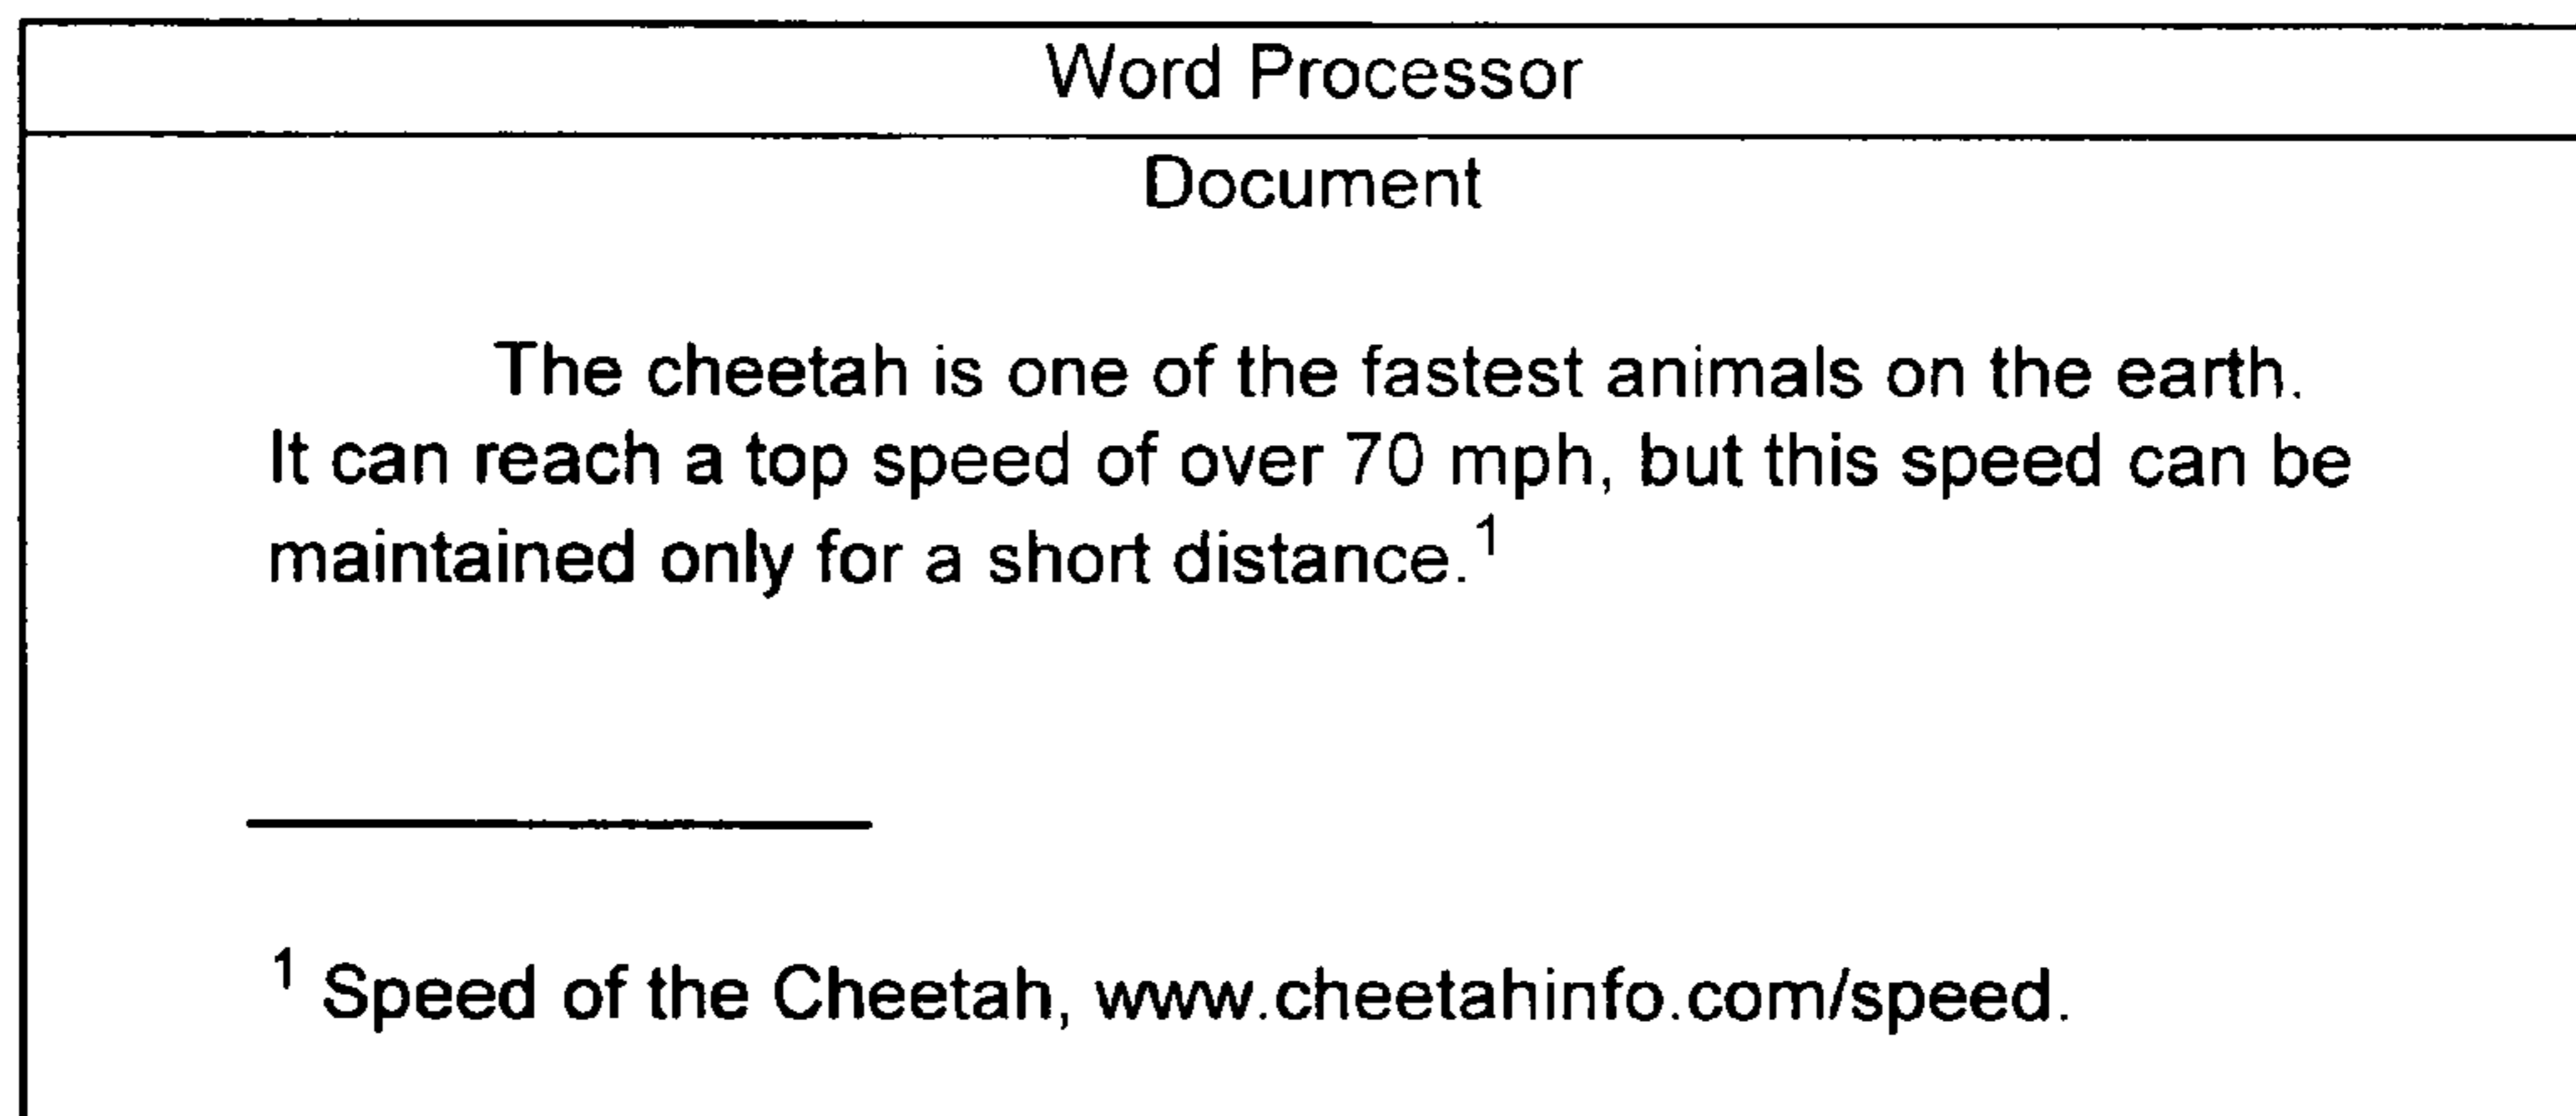 Word Processor
Document
The cheetah is one of the fastest animals on the earth.
It can reach a top speed of over 70 mph, but this speed can be
maintained only for a short distance.¹
¹ Speed of the Cheetah, www.cheetahinfo.com/speed.